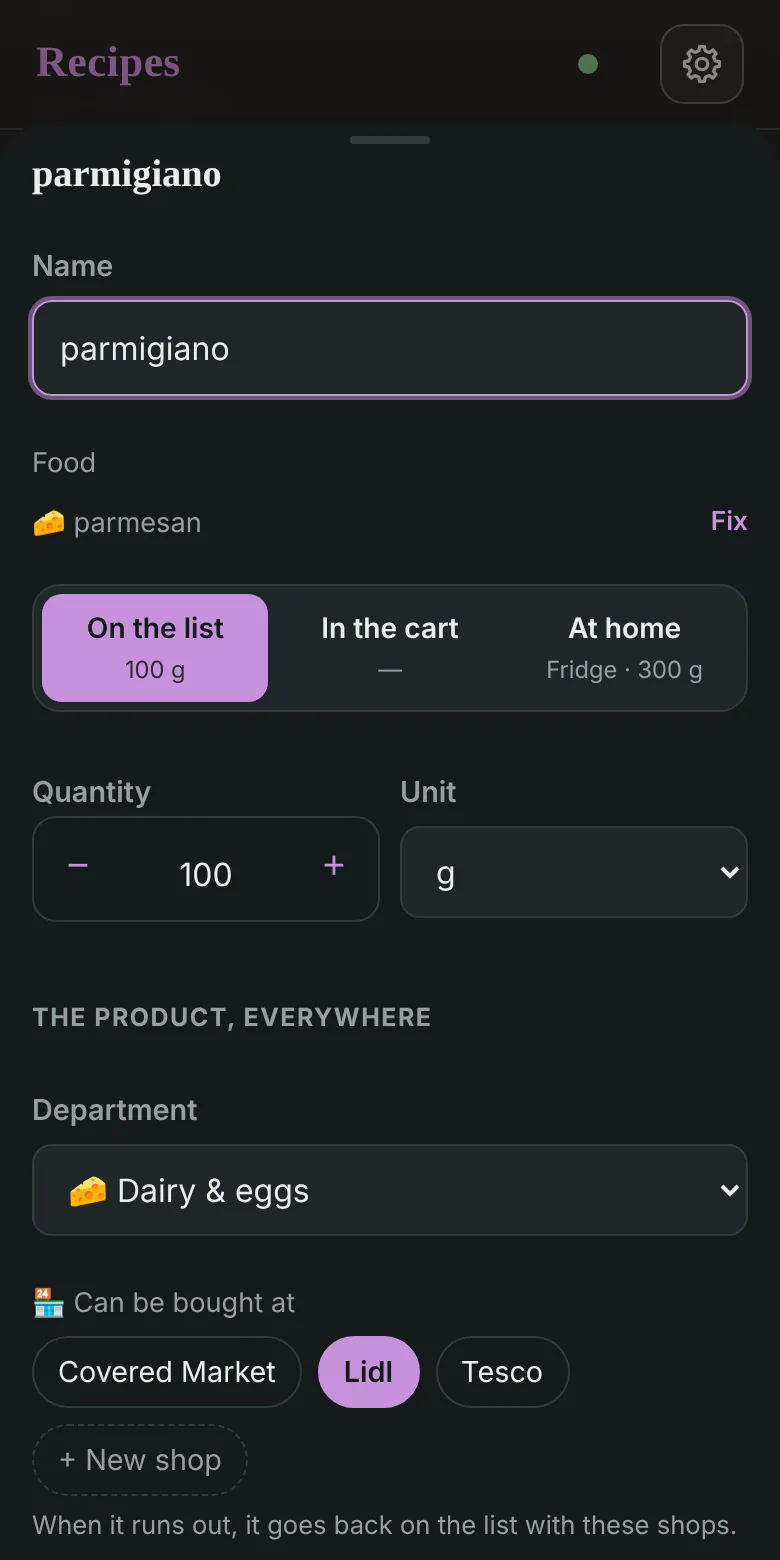 Recipes
parmigiano
Name
parmigiano
Food
🧀 parmesan
Fix
On the list
In the cart
At home
100 g
—
Fridge · 300 g
Quantity
Unit
− 100 +
g
THE PRODUCT, EVERYWHERE
Department
🧀 Dairy & eggs
🏪 Can be bought at
Covered Market
Lidl
Tesco
+ New shop
When it runs out, it goes back on the list with these shops.